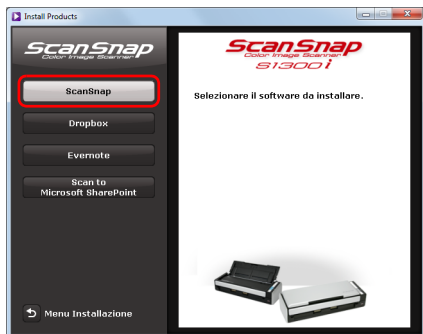 Install Products
ScanSnap
Color Image Scanner
ScanSnap
Dropbox
Evernote
Scan to
Microsoft SharePoint
Menu Installazione
ScanSnap
Color Image Scanner
S1300i
Selezionare il software da installare.